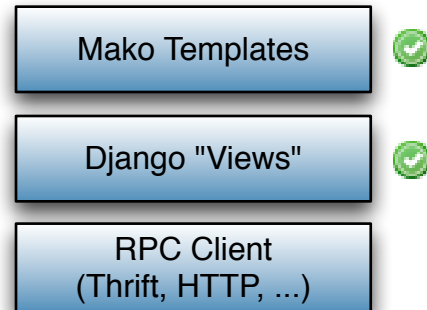 Mako Templates
Django "Views"
RPC Client
(Thrift, HTTP, ...)